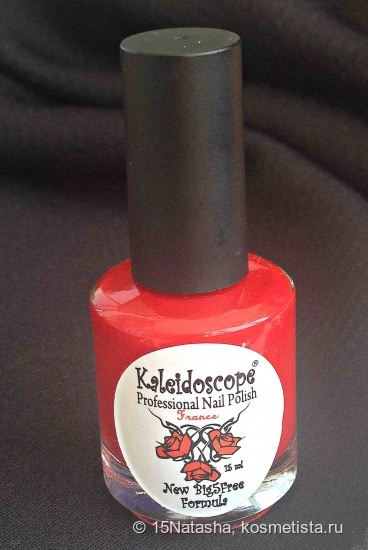 Kaleidoscope®
Professional Nail Polish
France
15 ml
New Big5Free
Formula
© 15Natasha, kosmetista.ru